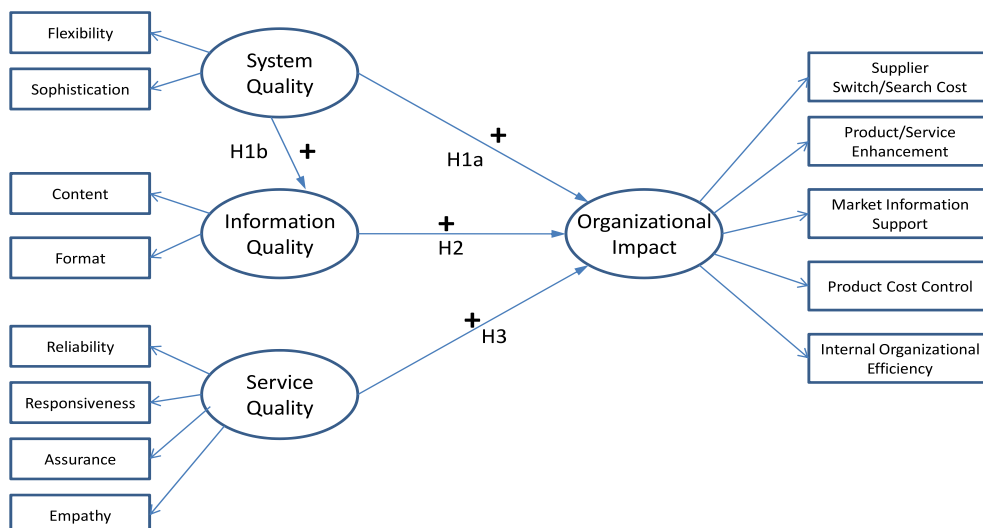 Flexibility
Sophistication
System
Quality
H1b
+
+
H1a
Content
Format
Information
Quality
+
H2
Organizational
Impact
Reliability
Responsiveness
Assurance
Empathy
Service
Quality
+
H3
Supplier
Switch/Search Cost
Product/Service
Enhancement
Market Information
Support
Product Cost Control
Internal Organizational
Efficiency